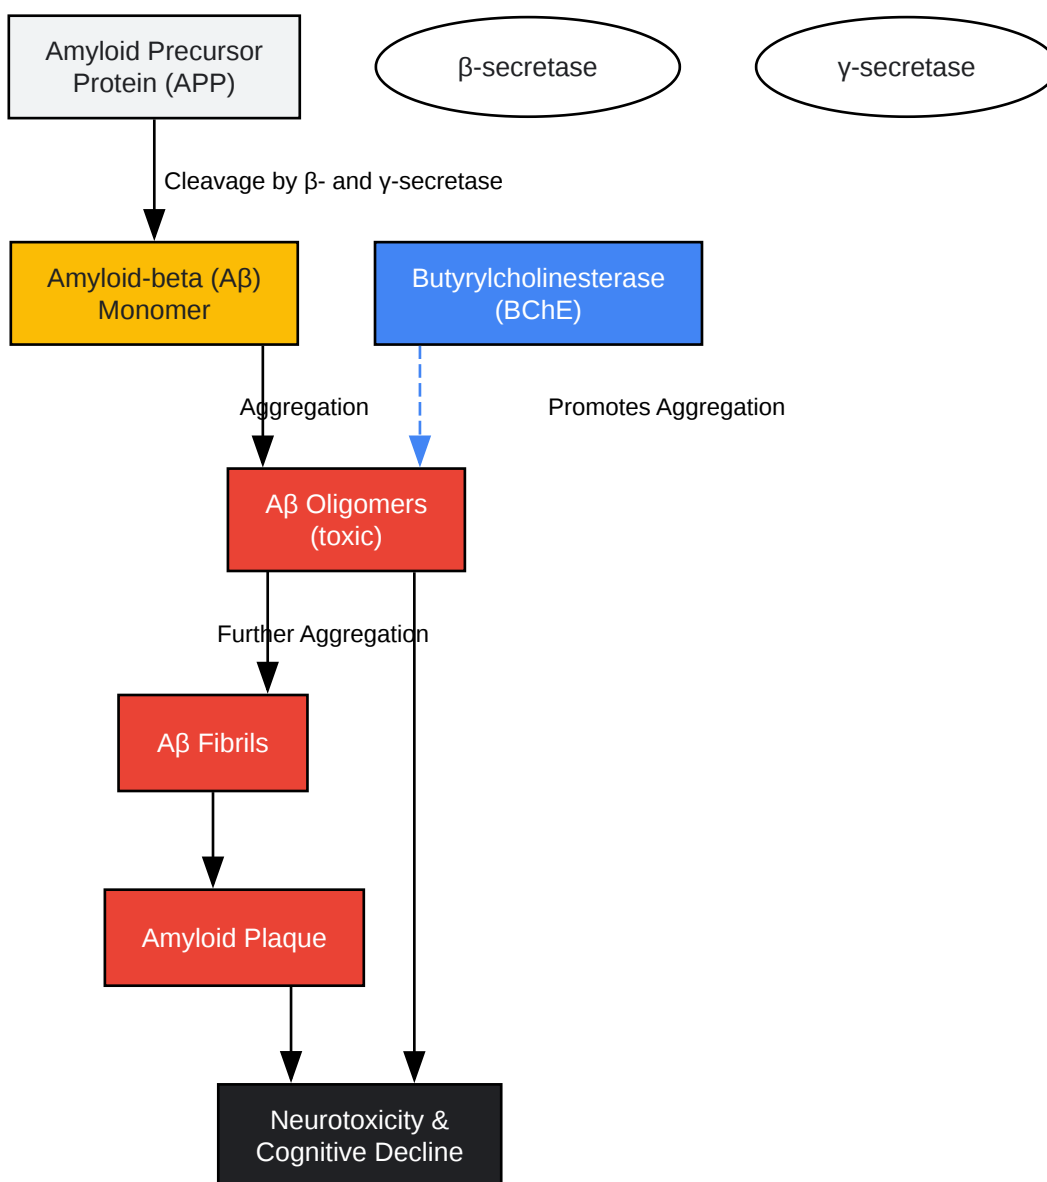 Amyloid Precursor
Protein (APP)
β-secretase
γ-secretase
Cleavage by β- and γ-secretase
Amyloid-beta (Aβ)
Monomer
Butyrylcholinesterase
(BChE)
Aggregation
Promotes Aggregation
Aβ Oligomers
(toxic)
Further Aggregation
Aβ Fibrils
Amyloid Plaque
Neurotoxicity &
Cognitive Decline